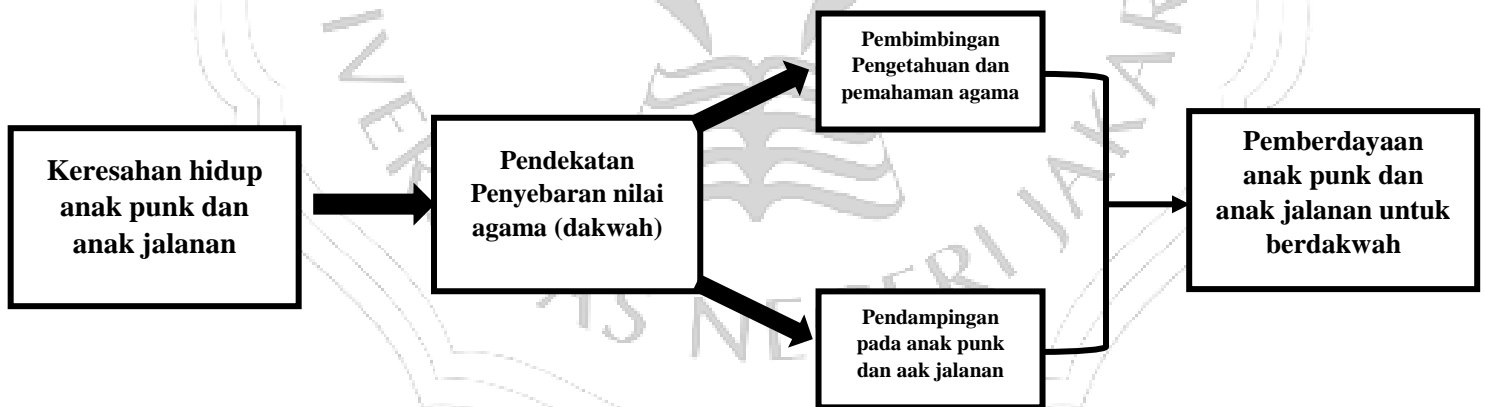 Keresahan hidup
anak punk dan
anak jalanan
Pendekatan
Penyebaran nilai
agama (dakwah)
Pembimbingan
Pengetahuan dan
pemahaman agama
Pendampingan
pada anak punk
dan aak jalanan
Pemberdayaan
anak punk dan
anak jalanan untuk
berdakwah